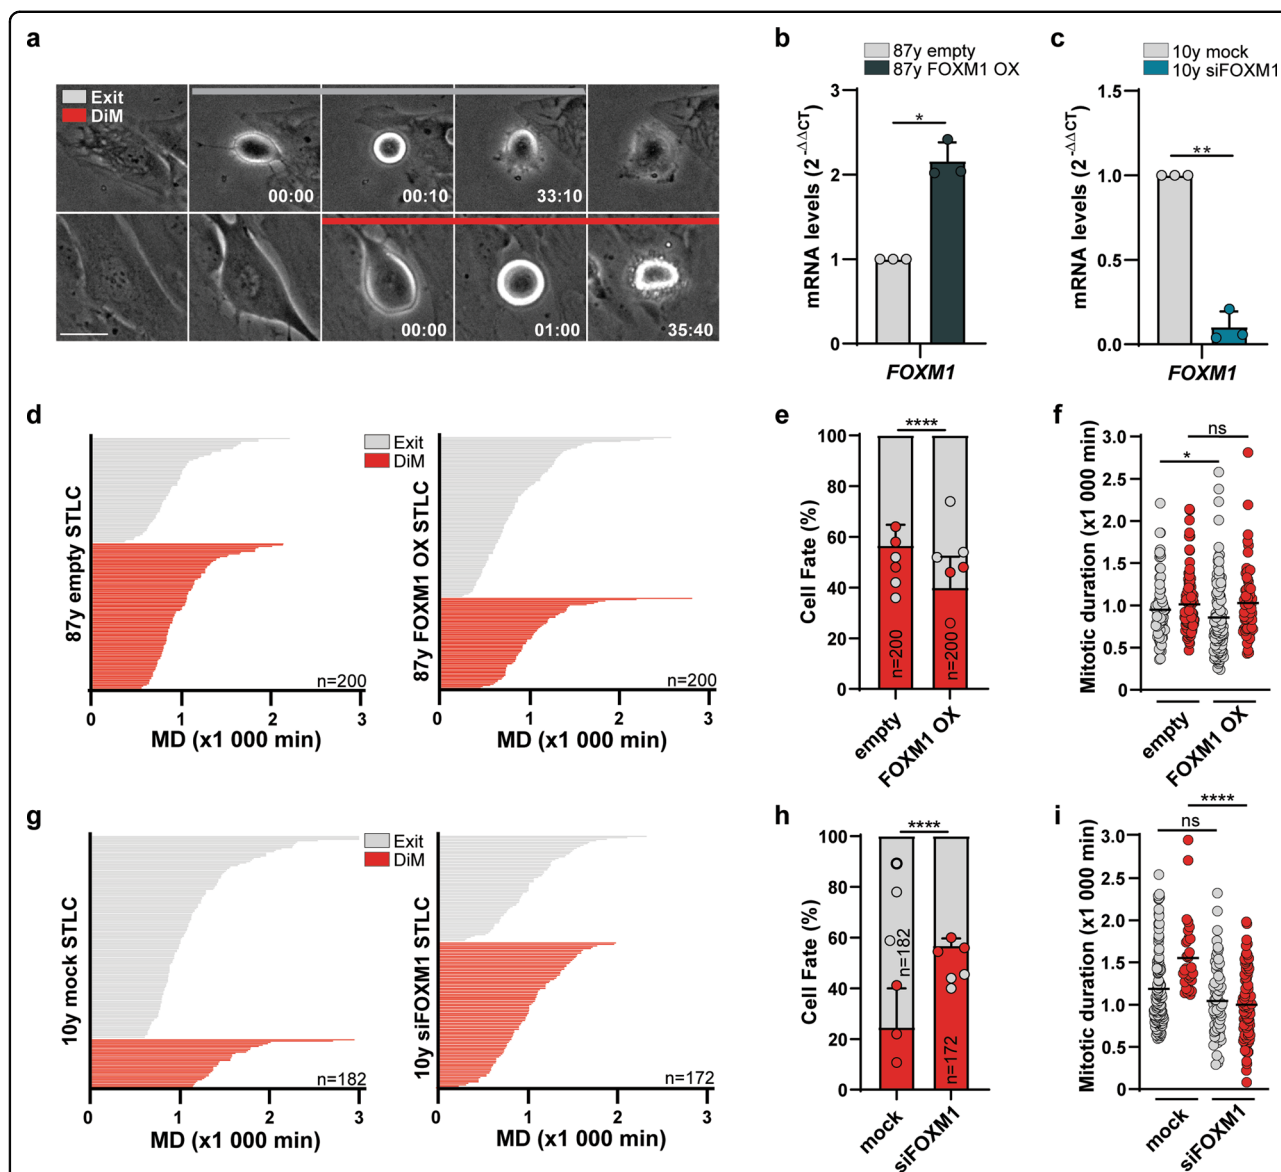 a
Exit
DiM
00:00
00:10
33:10
00:00
01:00
35:40
b
87y empty
87y FOXM1 OX
mRNA levels (2^-ΔΔCT)
3
2
1
0
*
FOXM1
c
10y mock
10y siFOXM1
mRNA levels (2^-ΔΔCT)
1.5
1.0
0.5
0.0
**
FOXM1
d
87y empty STLC
n=200
0 1 2 3
MD (x1 000 min)
Exit
DiM
87y FOXM1 OX STLC
n=200
0 1 2 3
MD (x1 000 min)
e
****
Cell Fate (%)
100
80
60
40
20
0
n=200
n=200
empty
FOXM1 OX
f
ns
*
Mitotic duration (x1 000 min)
3.0
2.5
2.0
1.5
1.0
0.5
0
empty
FOXM1 OX
g
10y mock STLC
n=182
0 1 2 3
MD (x1 000 min)
Exit
DiM
10y siFOXM1 STLC
n=172
0 1 2 3
MD (x1 000 min)
h
****
Cell Fate (%)
100
80
60
40
20
0
n=182
n=172
mock
siFOXM1
i
****
ns
Mitotic duration (x1 000 min)
3.0
2.5
2.0
1.5
1.0
0.5
0
mock
siFOXM1